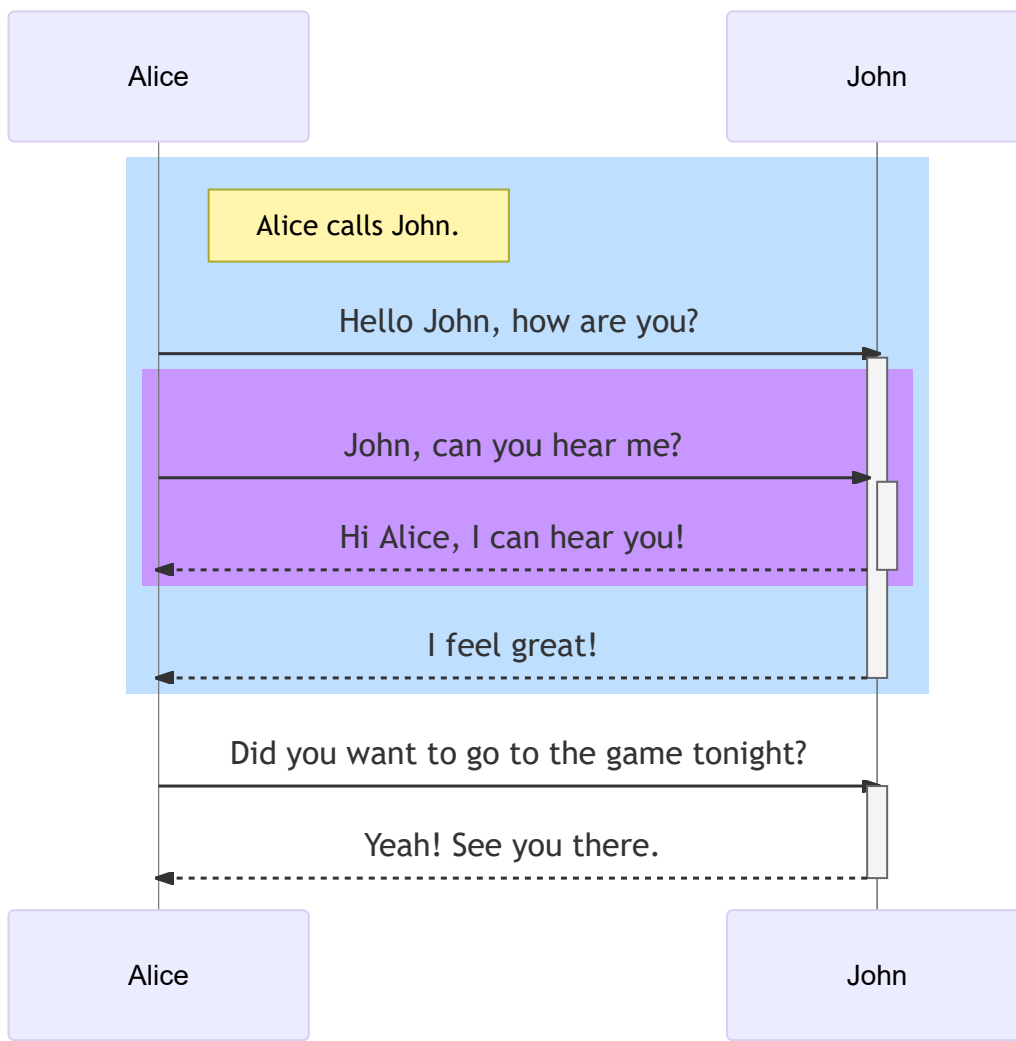 Alice
John
Alice calls John.
Hello John, how are you?
John, can you hear me?
Hi Alice, I can hear you!
I feel great!
Did you want to go to the game tonight?
Yeah! See you there.
Alice
John